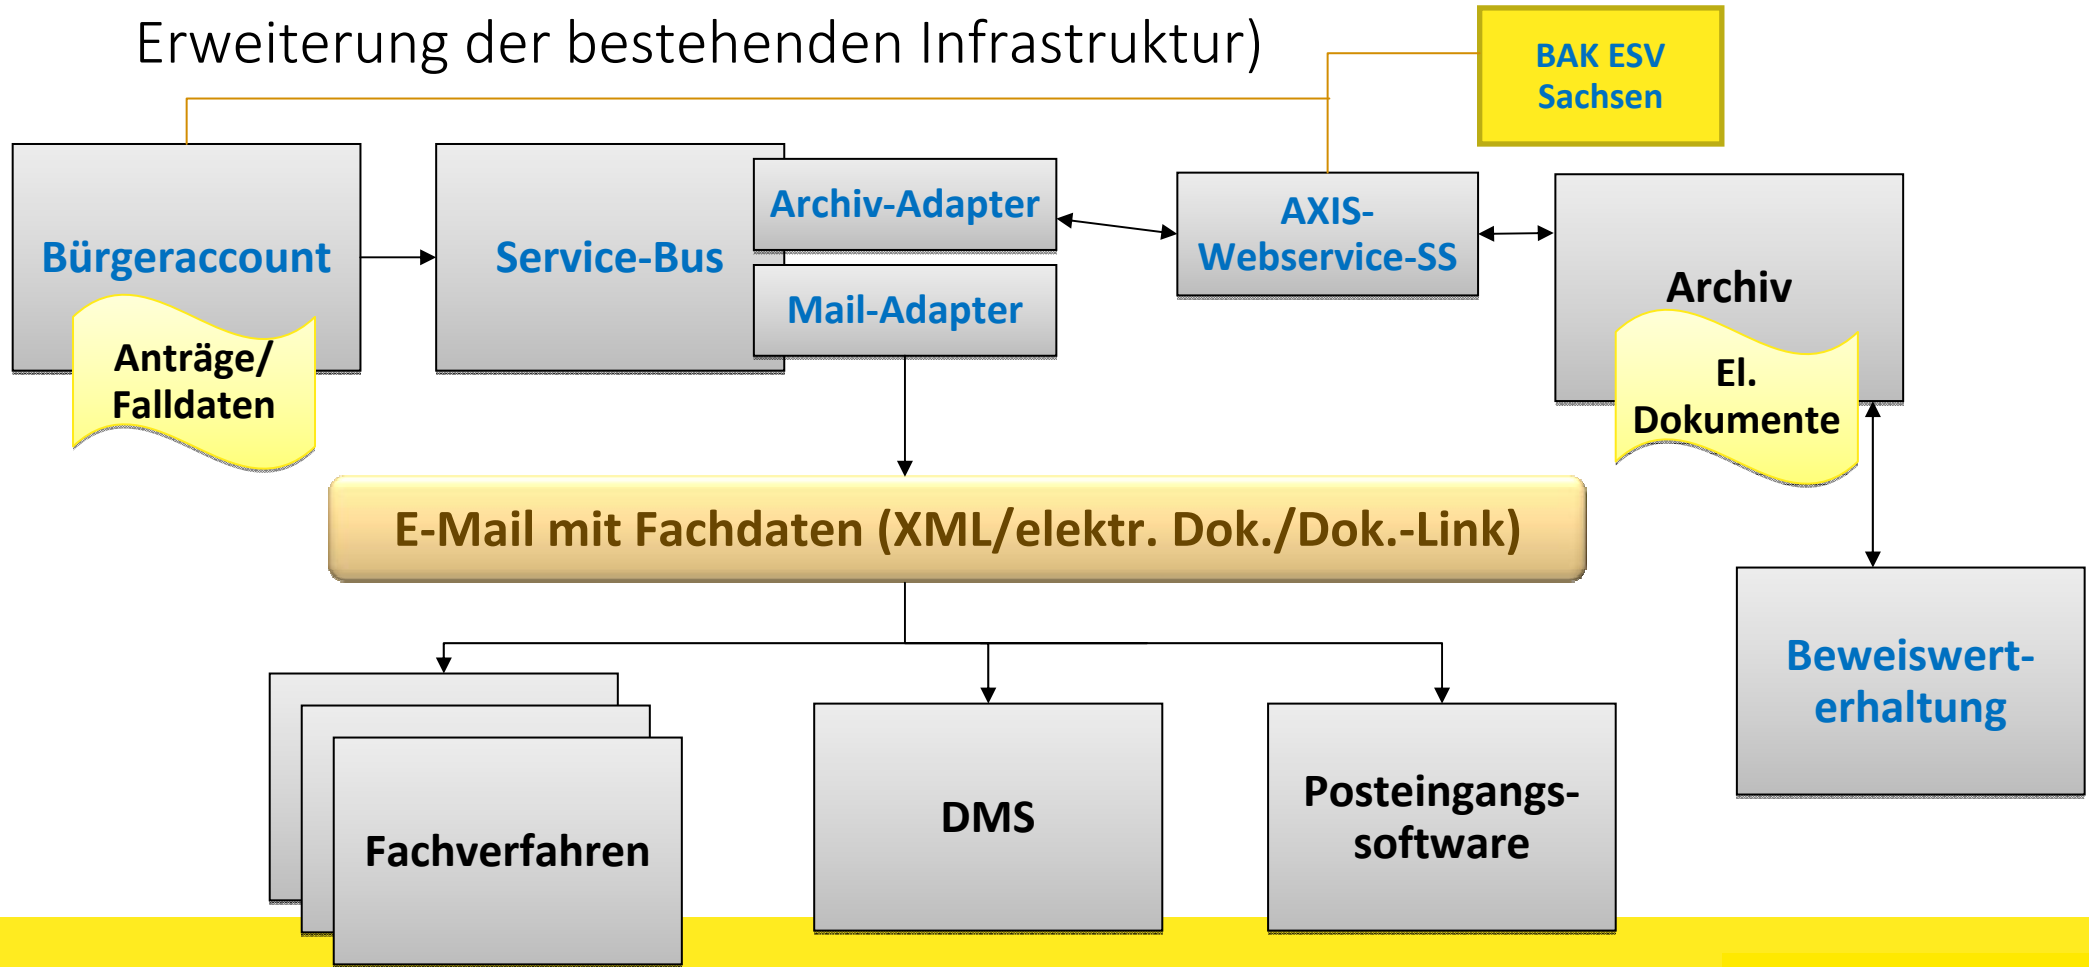 Erweiterung der bestehenden Infrastruktur)
BAK ESV
Sachsen
Bürgeraccount
Anträge/
Falldaten
Service-Bus
Archiv-Adapter
Mail-Adapter
AXIS-
Webservice-SS
Archiv
El.
Dokumente
E-Mail mit Fachdaten (XML/elektr. Dok./Dok.-Link)
Beweiswert-
erhaltung
Fachverfahren
DMS
Posteingangs-
software